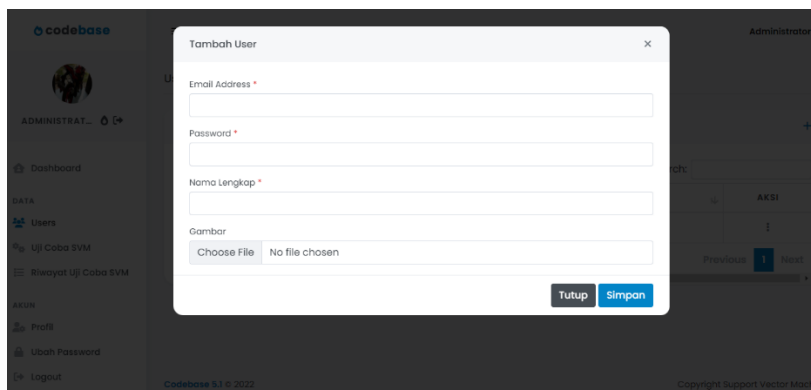 codebase
Administrator
Tambah User
×
Email Address *
ADMINISTRAT...
Password *
Dashboard
Nama Lengkap *
DATA
AKSI
Users
Gambar
Choose File No file chosen
Uji Coba SVM
Previous 1 Next
Riwayat Uji Coba SVM
Tutup Simpan
AKUN
Profil
Ubah Password
Logout
Codebase 5.1 © 2022
Copyright Support Vector